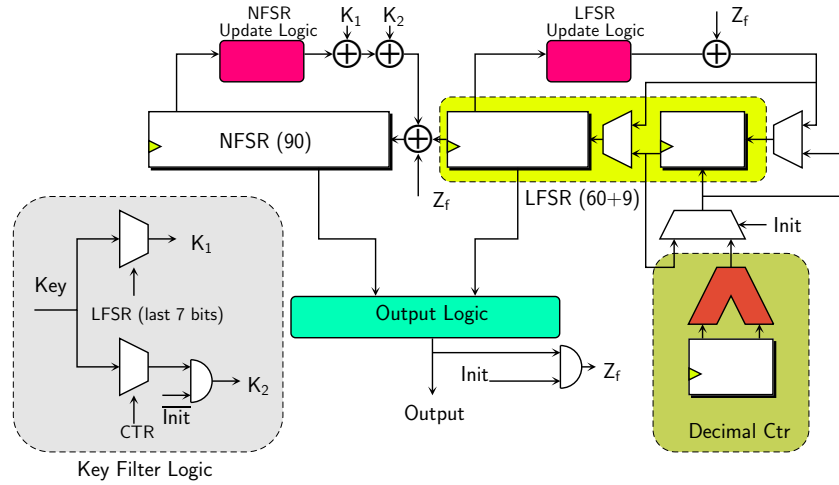 NFSR
Update Logic
K1
K2
LFSR
Update Logic
Zf
NFSR (90)
Zf
LFSR (60+9)
Init
Key
K1
LFSR (last 7 bits)
K2
Init
CTR
Key Filter Logic
Output Logic
Init
Zf
Output
Decimal Ctr